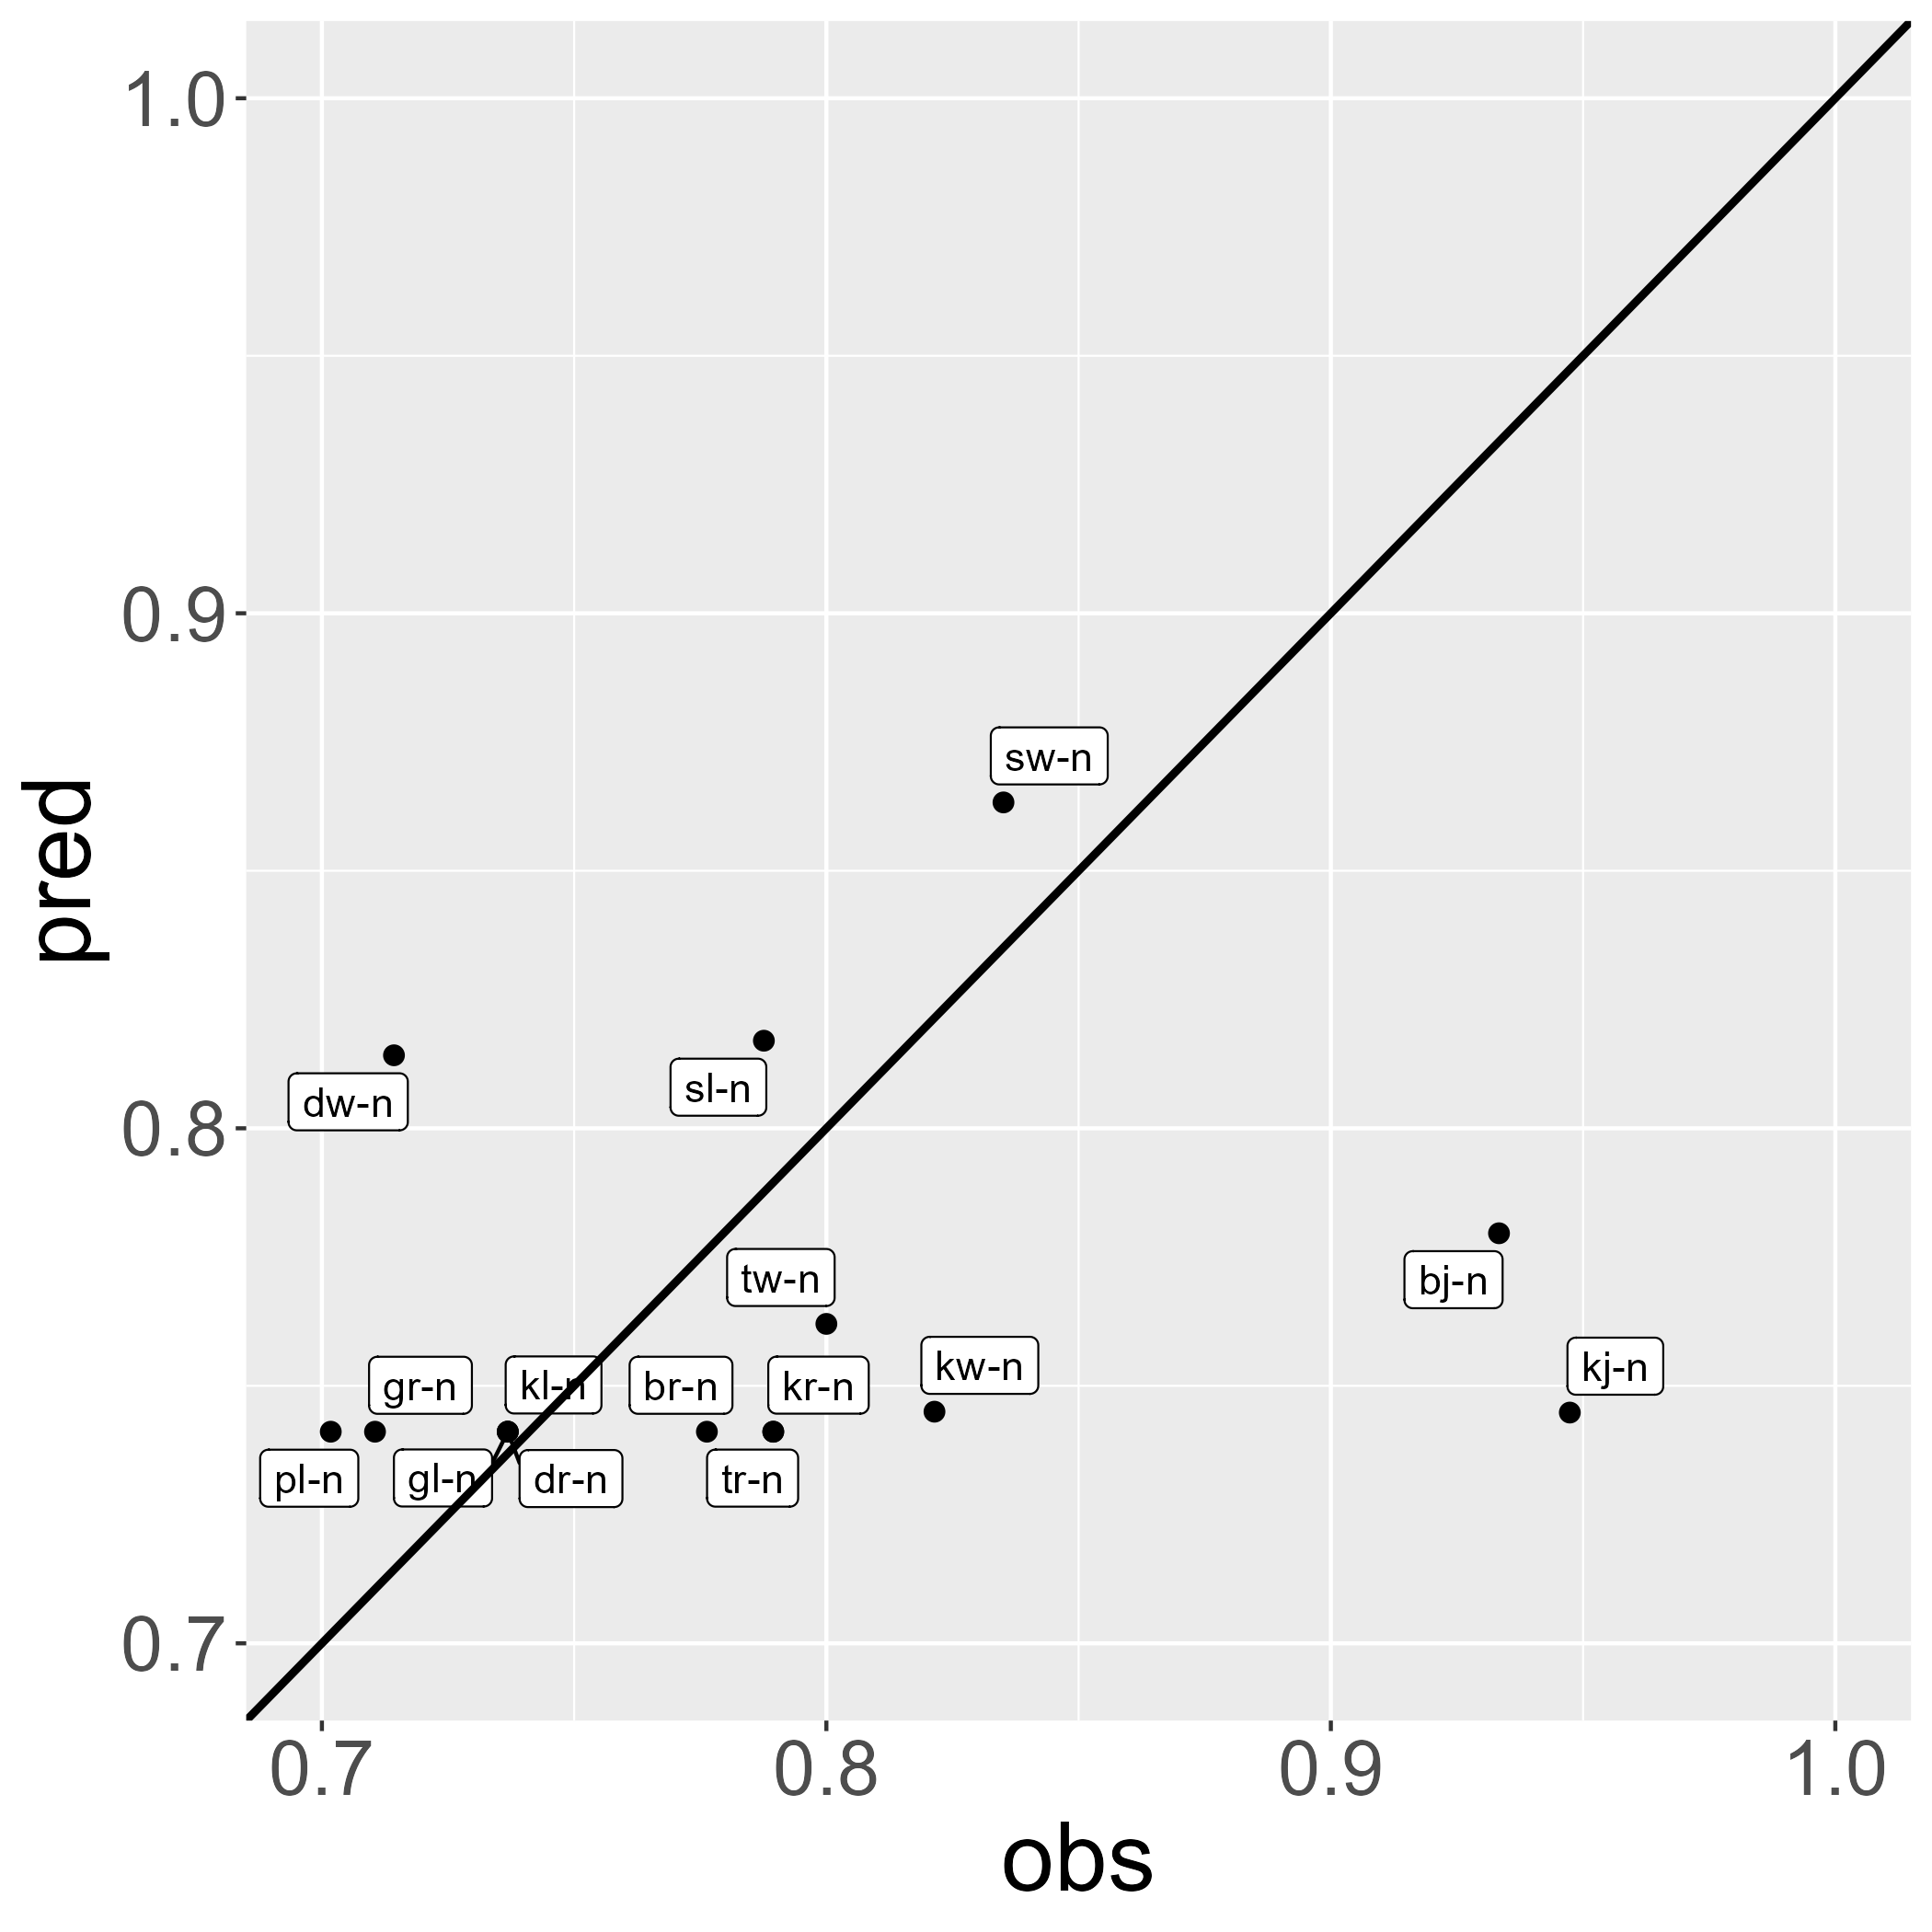 1.0
0.9
0.8
0.7
pred
sw-n
dw-n
sl-n
tw-n
bj-n
gr-n
kl-n
br-n
kr-n
kw-n
kj-n
pl-n
gl-n
dr-n
tr-n
0.7
0.8
0.9
1.0
obs